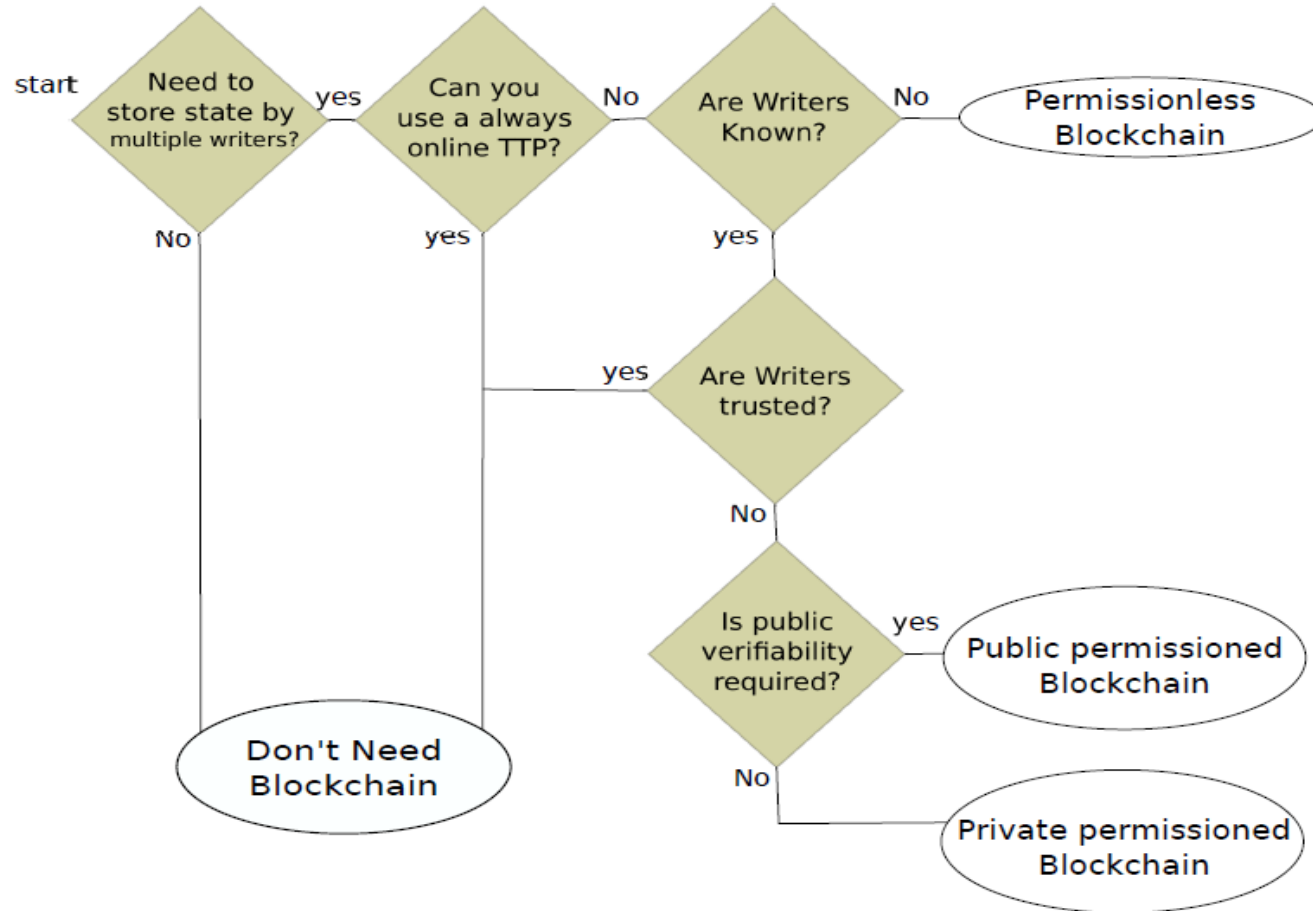 start
Need to
store state by
multiple writers?
yes
Can you
use a always
online TTP?
No
Are Writers
Known?
No
Permissionless
Blockchain
No
yes
yes
yes
Are Writers
trusted?
No
Is public
verifiability
required?
yes
Public permissioned
Blockchain
Don't Need
Blockchain
No
Private permissioned
Blockchain